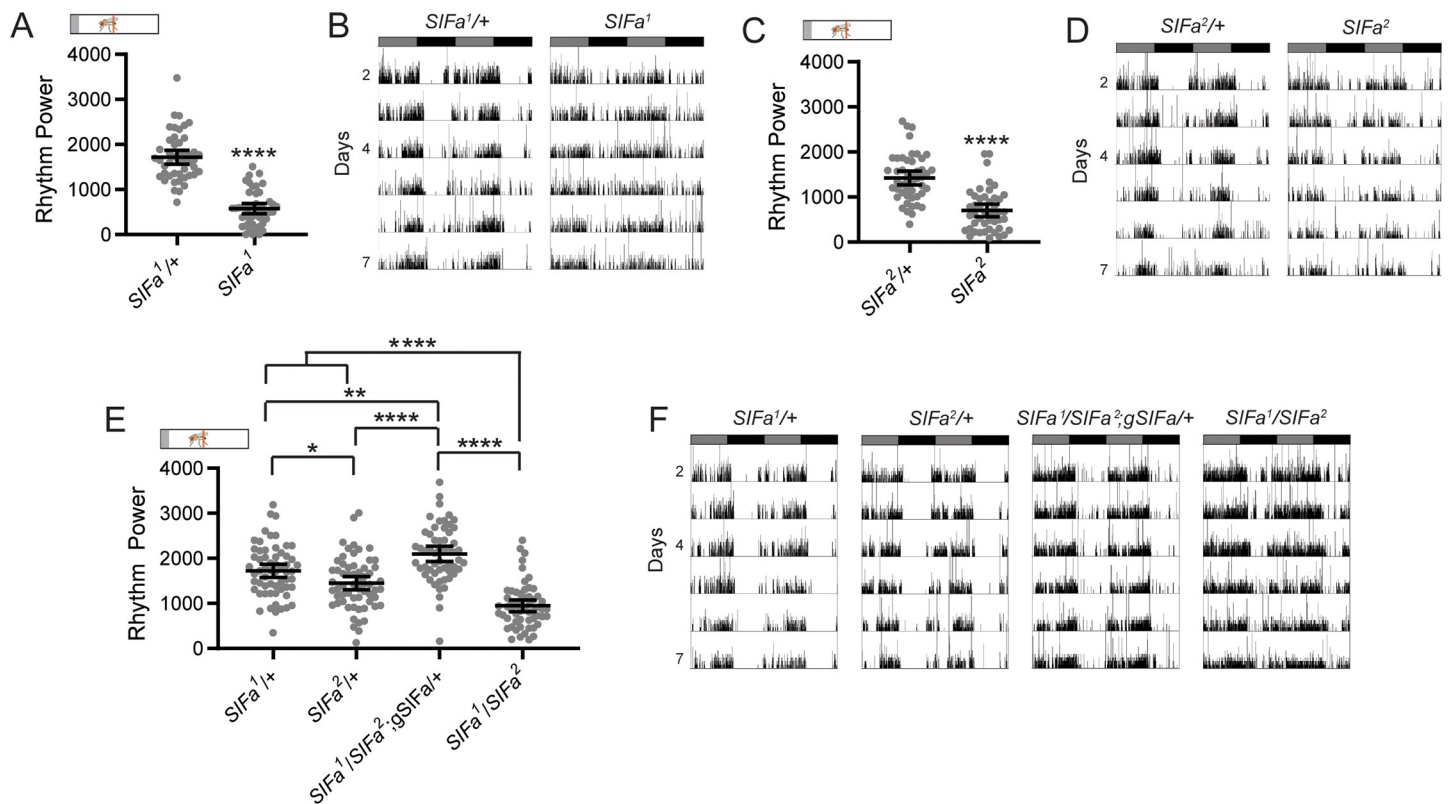 A
Rhythm Power
4000
3000
2000
1000
0
****
SIFa¹/+
SIFa¹
B
SIFa¹/+
SIFa¹
Days
2
4
7
C
Rhythm Power
4000
3000
2000
1000
0
****
SIFa²/+
SIFa²
D
SIFa²/+
SIFa²
Days
2
4
7
E
Rhythm Power
4000
3000
2000
1000
0
****
**
****
****
*
SIFa¹/+
SIFa²/+
SIFa¹/SIFa²;gSIFa/+
SIFa¹/SIFa²
F
SIFa¹/+
SIFa²/+
SIFa¹/SIFa²;gSIFa/+
SIFa¹/SIFa²
Days
2
4
7